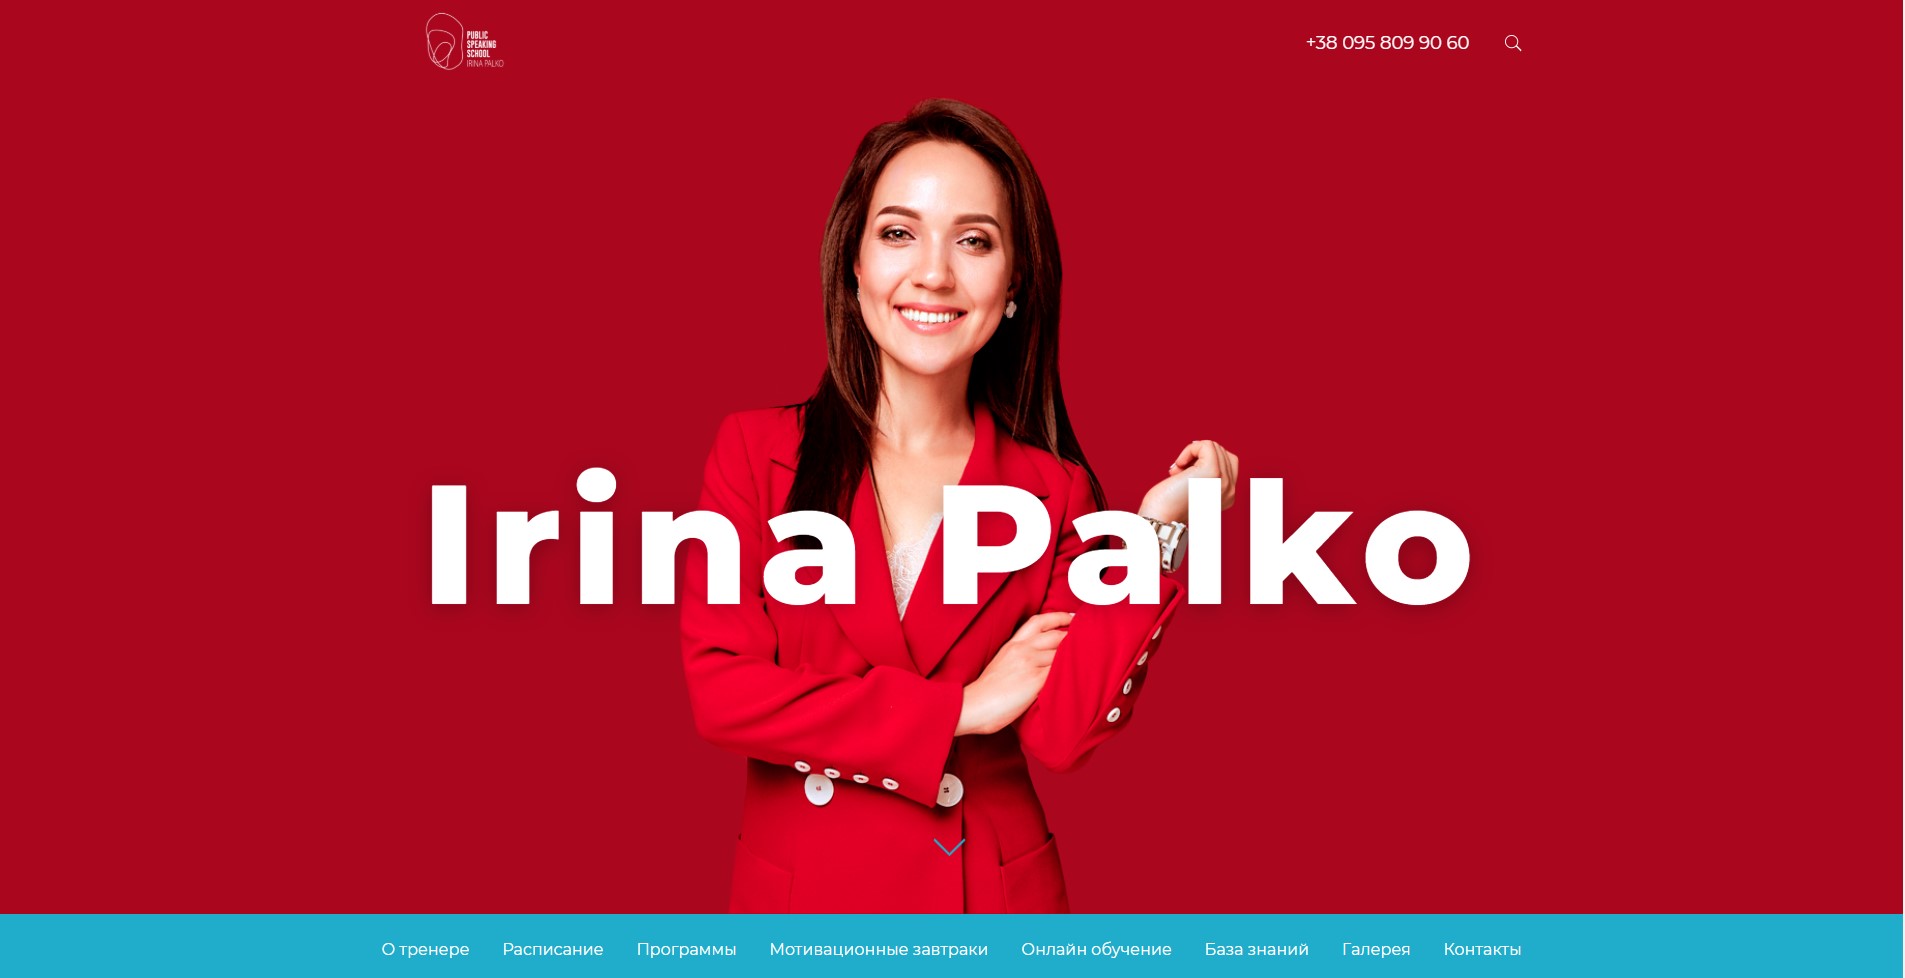 PUBLIC
SPEAKING
SCHOOL
IRINA PALKO
+38 095 809 90 60
Irina Palko
О тренере Расписание Программы Мотивационные завтраки Онлайн обучение База знаний Галерея Контакты